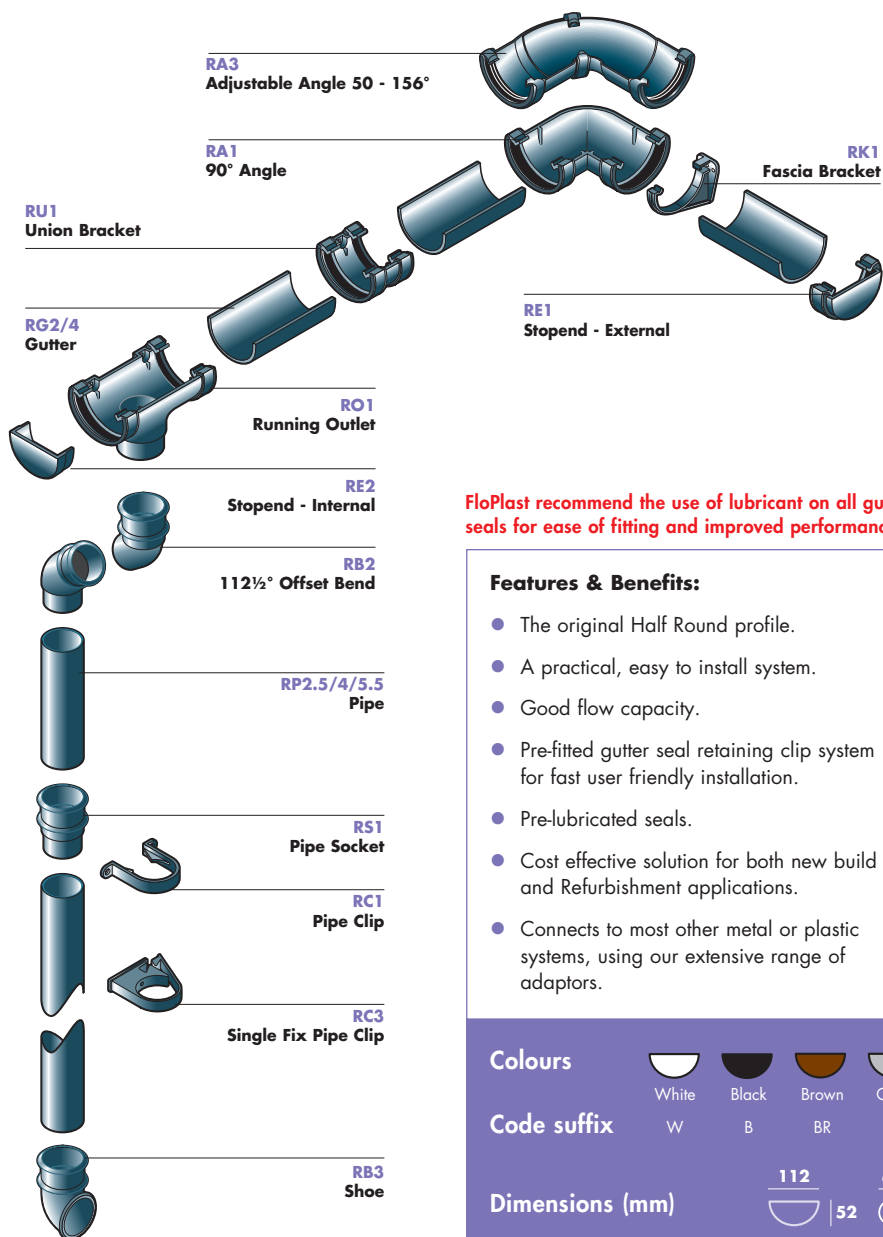 RA3
Adjustable Angle 50 - 156°
RA1
90° Angle
RK1
Fascia Bracket
RU1
Union Bracket
RG2/4
Gutter
RE1
Stopend - External
RO1
Running Outlet
RE2
Stopend - Internal
RB2
112½° Offset Bend
RP2.5/4/5.5
Pipe
RS1
Pipe Socket
RC1
Pipe Clip
RC3
Single Fix Pipe Clip
RB3
Shoe
FloPlast recommend the use of lubricant on all
seals for ease of fitting and improved
Features & Benefits:
The original Half Round profile.
A practical, easy to install system.
Good flow capacity.
Pre-fitted gutter seal retaining clip system
for fast user friendly installation.
Pre-lubricated seals.
Cost effective solution for both new build
and Refurbishment applications.
Connects to most other metal or plastic
systems, using our extensive range of
adaptors.
Colours
White Black Brown
Code suffix W B BR
Dimensions (mm) 112 52